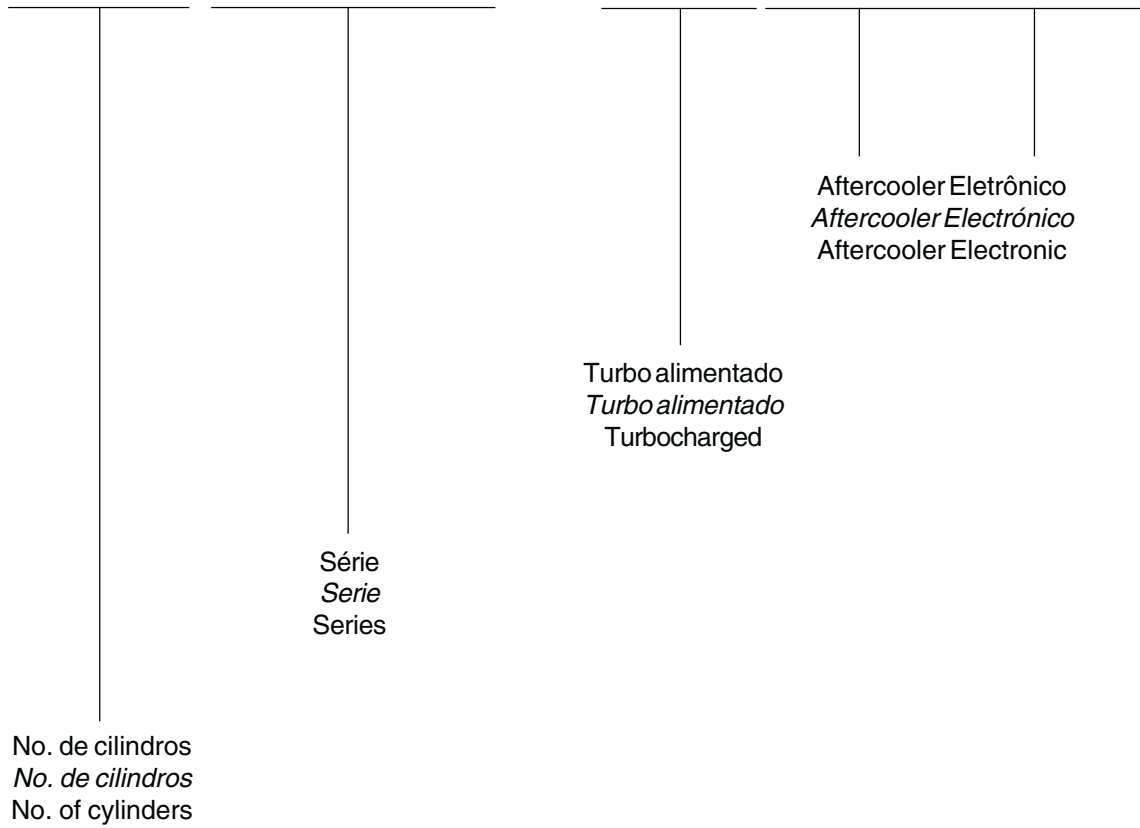 Aftercooler Eletrônico
Aftercooler Electrónico
Aftercooler Electronic
Turbo alimentado
Turbo alimentado
Turbocharged
Série
Serie
Series
No. de cilindros
No. de cilindros
No. of cylinders